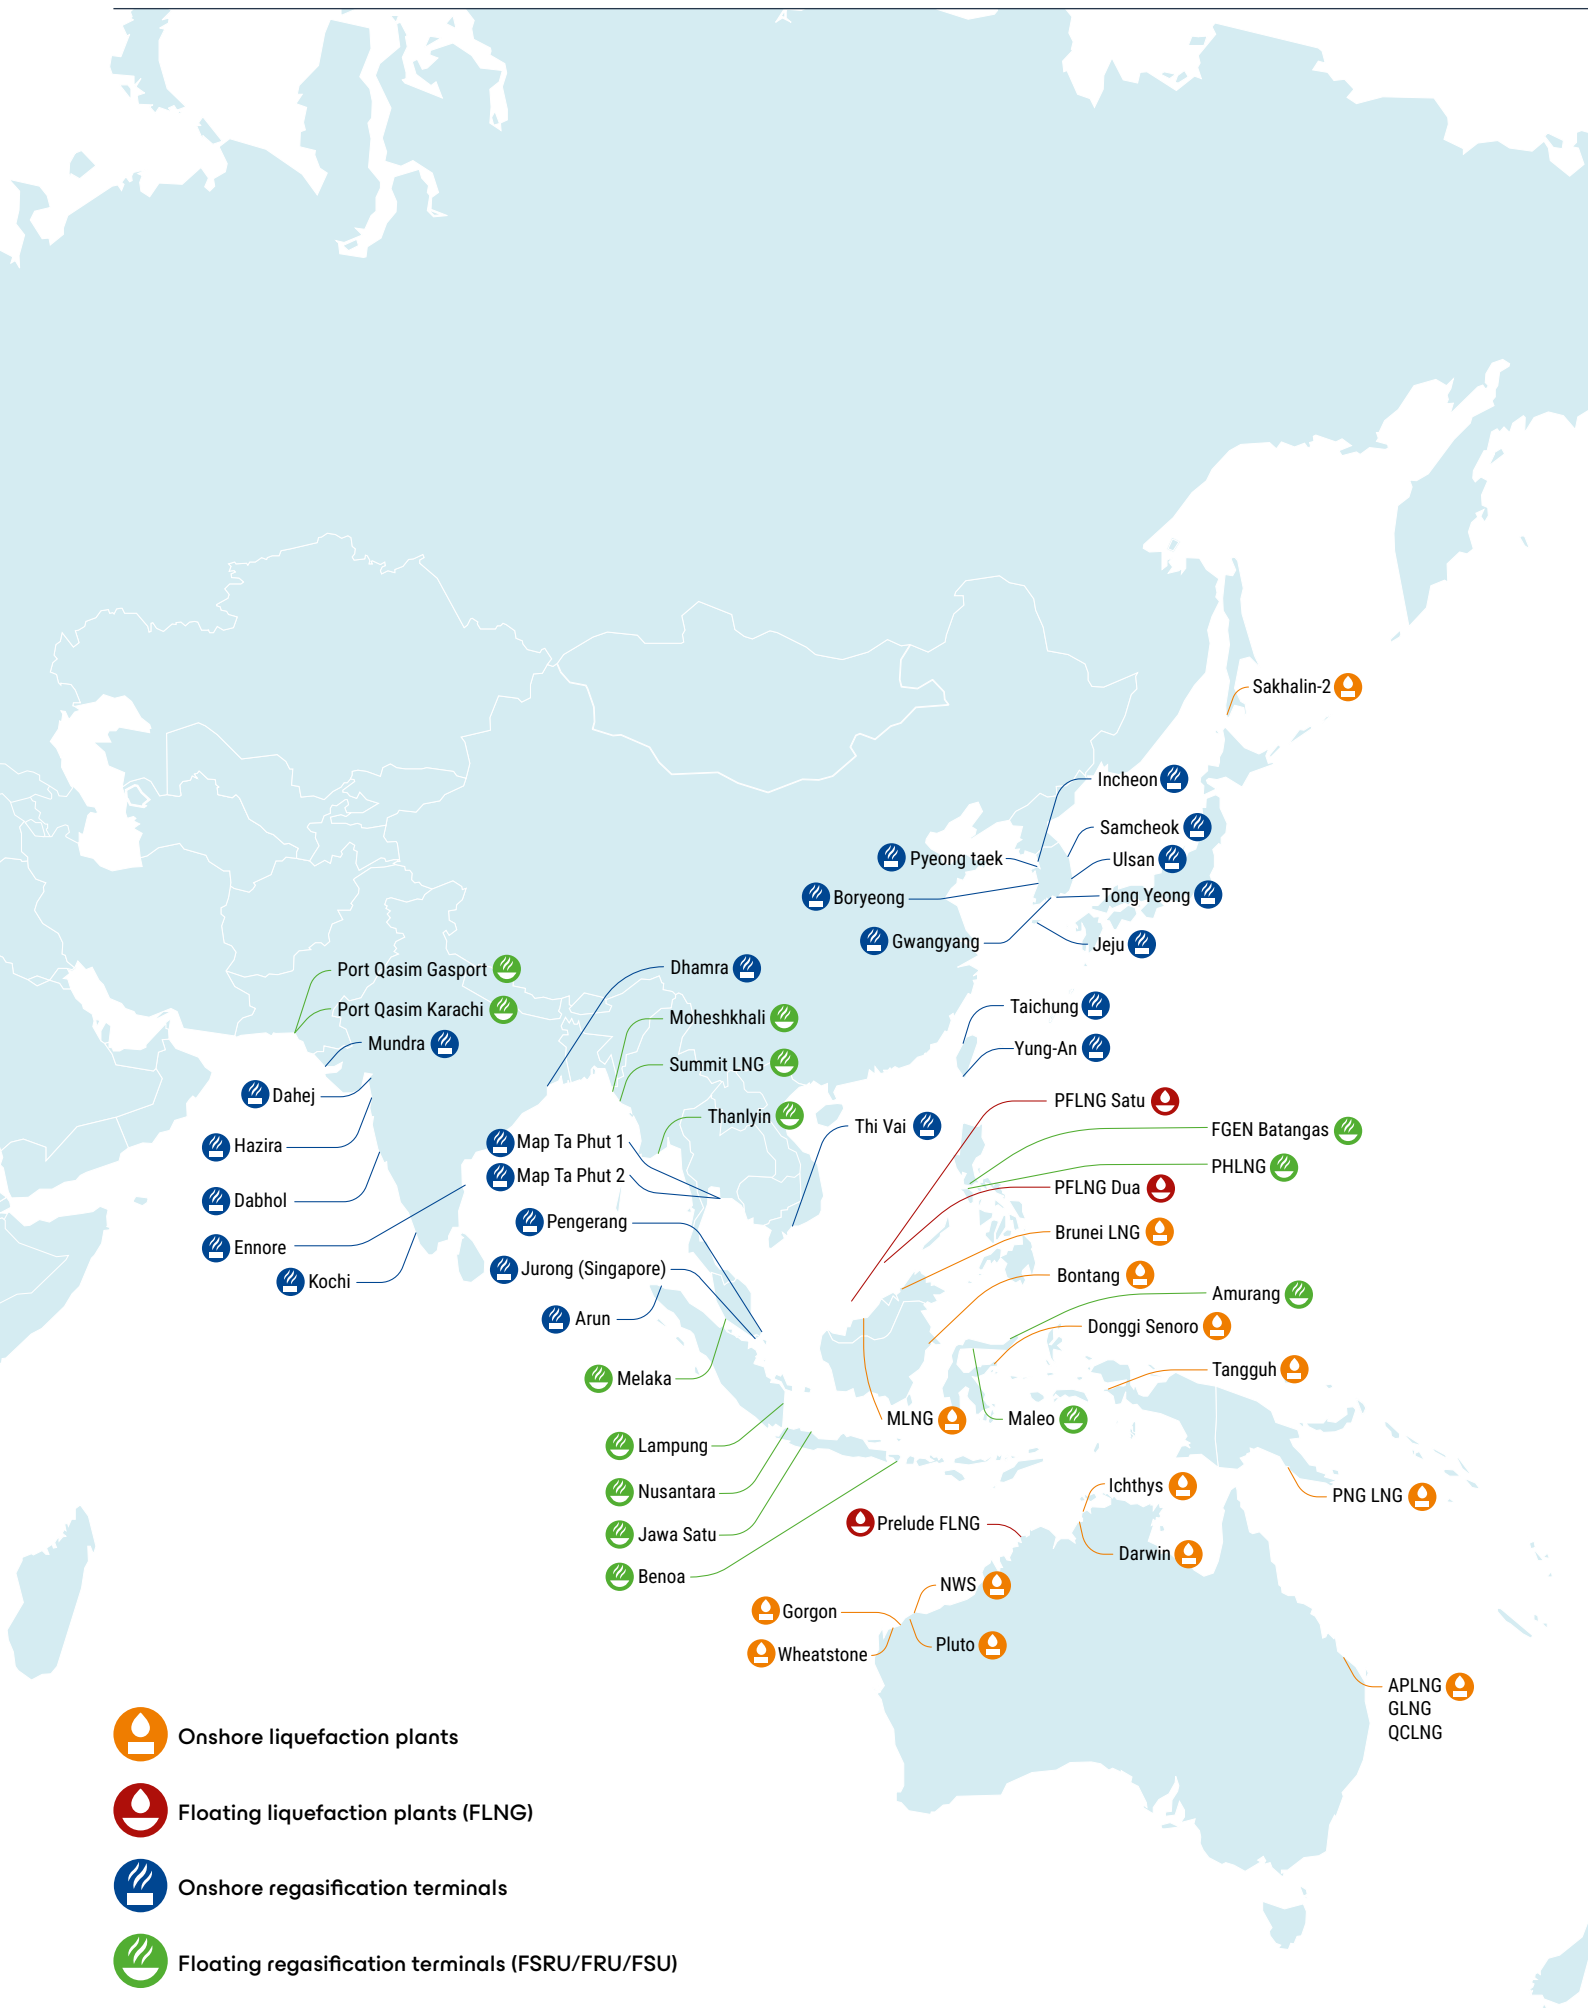 Sakhalin-2
Incheon
Samcheok
Pyeong taek
Ulsan
Boryeong
Tong Yeong
Gwangyang
Jeju
Port Qasim Gasport
Dhamra
Port Qasim Karachi
Moheshkhali
Taichung
Mundra
Yung-An
Summit LNG
Dahej
PFLNG Satu
Thanlyin
Thi Vai
FGEN Batangas
Map Ta Phut 1
Hazira
PHLNG
Map Ta Phut 2
PFLNG Dua
Dabhol
Pengerang
Brunei LNG
Ennore
Jurong (Singapore)
Bontang
Kochi
Amurang
Arun
Donggi Senoro
Tangguh
Melaka
MLNG
Maleo
Lampung
Ichthys
Nusantara
PNG LNG
Prelude FLNG
Jawa Satu
Darwin
Benoa
NWS
Gorgon
Pluto
Wheatstone
APLNG
GLNG
QCLNG
Onshore liquefaction plants
Floating liquefaction plants (FLNG)
Onshore regasification terminals
Floating regasification terminals (FSRU/FRU/FSU)